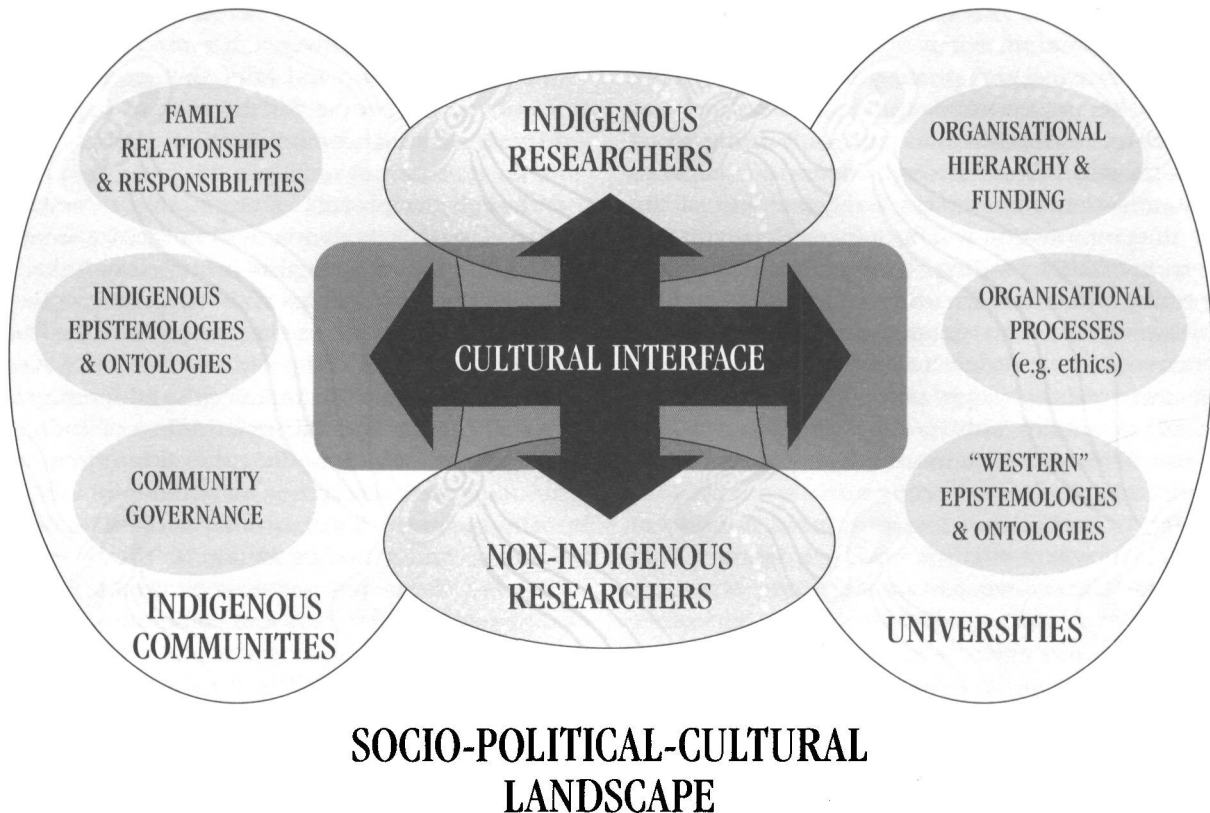 FAMILY
RELATIONSHIPS
& RESPONSIBILITIES
INDIGENOUS
EPISTEMOLOGIES
& ONTOLOGIES
COMMUNITY
GOVERNANCE
INDIGENOUS
COMMUNITIES
INDIGENOUS
RESEARCHERS
CULTURAL INTERFACE
NON-INDIGENOUS
RESEARCHERS
ORGANISATIONAL
HIERARCHY &
FUNDING
ORGANISATIONAL
PROCESSES
(e.g. ethics)
“WESTERN”
EPISTEMOLOGIES
& ONTOLOGIES
UNIVERSITIES
SOCIO-POLITICAL-CULTURAL
LANDSCAPE